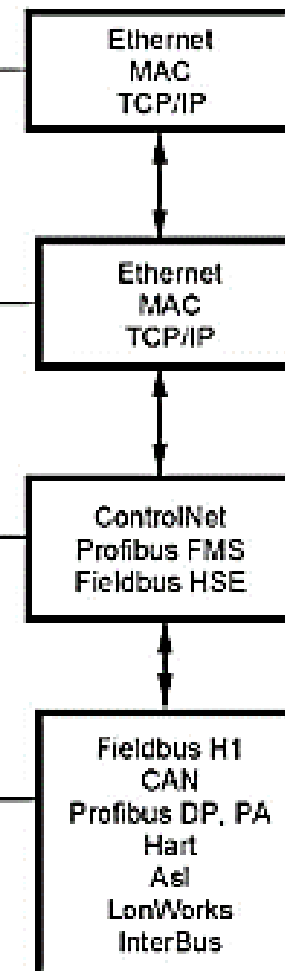 Ethernet
MAC
TCP/IP
Ethernet
MAC
TCP/IP
ControlNet
Profibus FMS
Fieldbus HSE
Fieldbus H1
CAN
Profibus DP, PA
Hart
AsI
LonWorks
InterBus